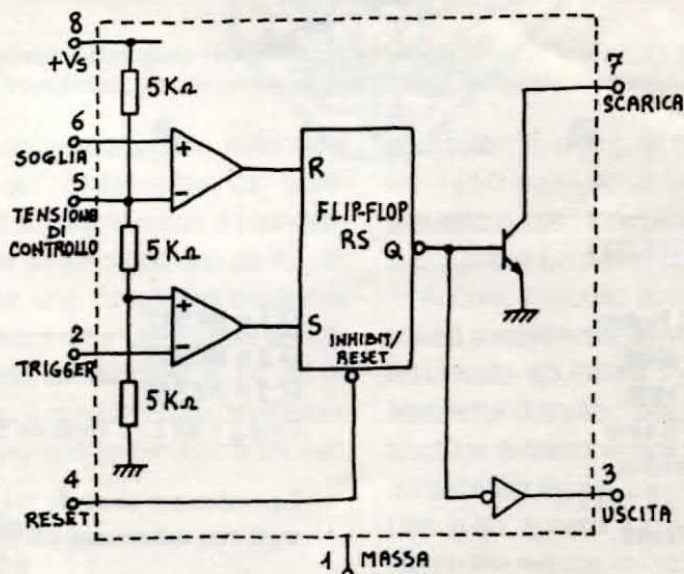 8
+Vs
5KΩ
7
SCARICA
6
SOGLIA
+
R
5
-
TENSIONE
DI
CONTROLLO
FLIP-FLOP
RS
Q
5KΩ
+
S
2
-
INHIBIT/
RESET
TRIGGER
5KΩ
4
RESET
3
USCITA
1 MASSA